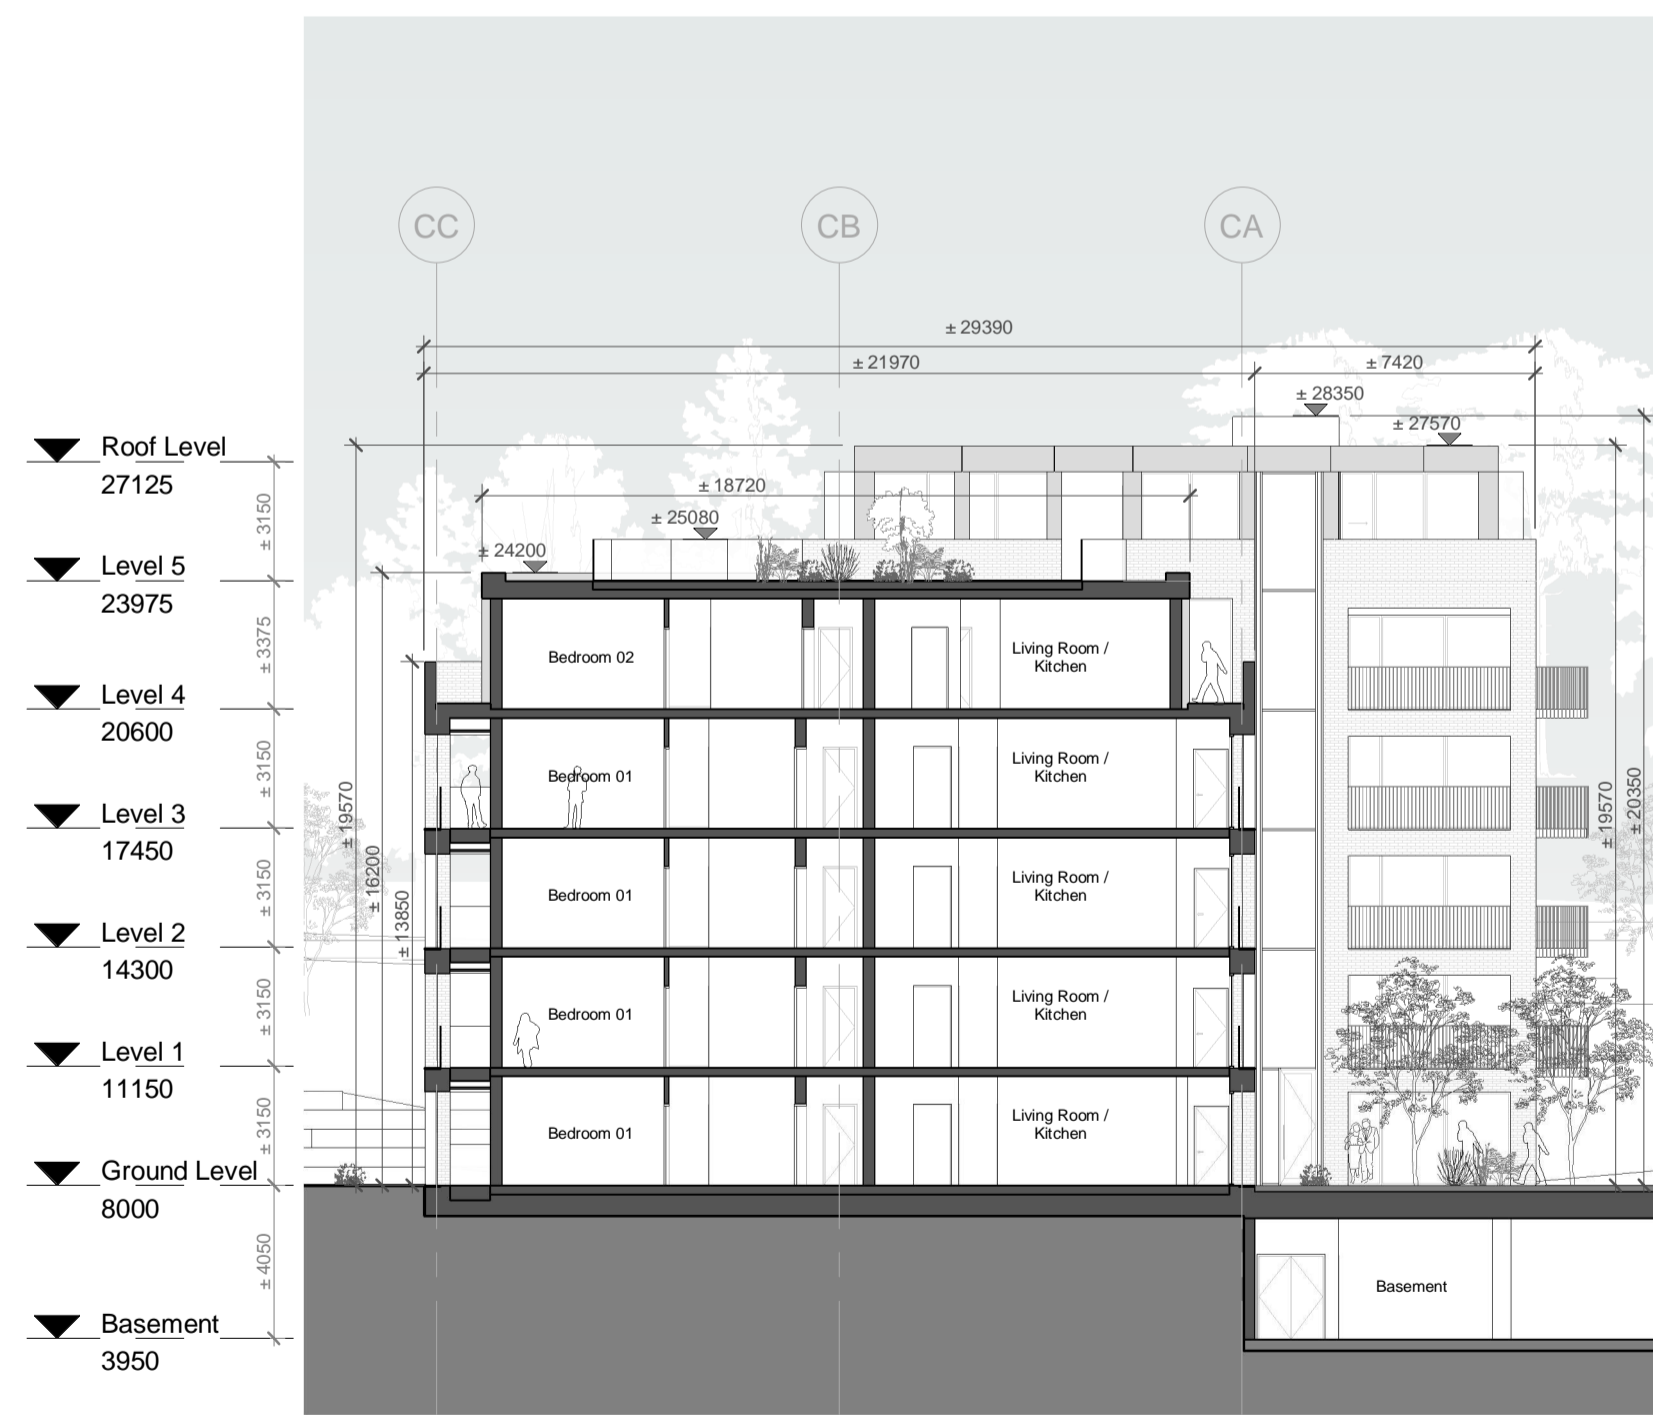 CC
CB
CA
± 29390
± 21970
± 7420
± 28350
± 27570
± 18720
± 25080
± 24200
Roof Level
27125
± 3150
Level 5
23975
± 3375
Level 4
20600
± 3150
Level 3
17450
± 3150
Level 2
14300
± 3150
Level 1
11150
± 3150
Ground Level
8000
± 4050
Basement
3950
± 19570
± 16200
± 13850
Bedroom 02
Living Room /
Kitchen
Bedroom 01
Living Room /
Kitchen
Bedroom 01
Living Room /
Kitchen
Bedroom 01
Living Room /
Kitchen
Bedroom 01
Living Room /
Kitchen
± 19570
± 20350
Basement